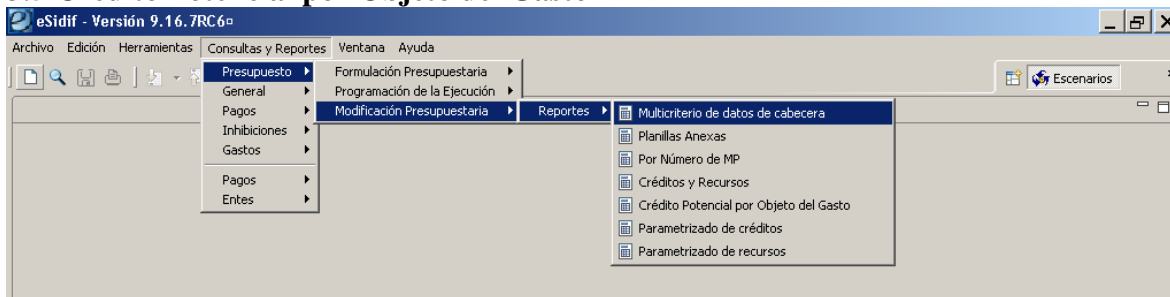 eSidif - Versión 9.16.7RC6
Archivo Edición Herramientas Consultas y Reportes Ventana Ayuda
Presupuesto
General
Pagos
Inhibiciones
Gastos
Pagos
Entes
Formulación Presupuestaria
Programación de la Ejecución
Modificación Presupuestaria
Reportes
Multicriterio de datos de cabecera
Planillas Anexas
Por Número de MP
Créditos y Recursos
Crédito Potencial por Objeto del Gasto
Parametrizado de créditos
Parametrizado de recursos
Escenarios